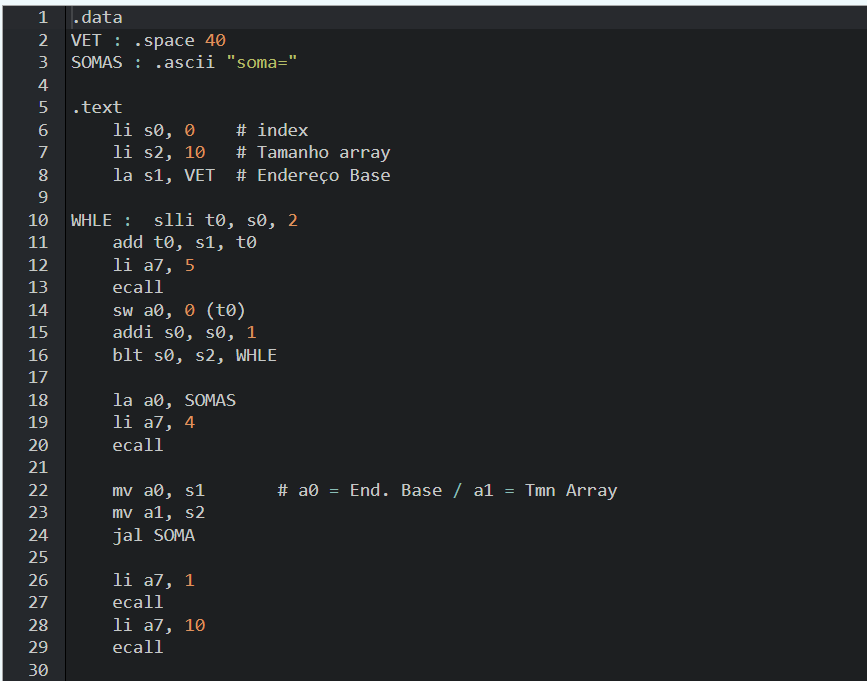 1 .data
2 VET : .space 40
3 SOMAS : .ascii "soma="
4
5 .text
6     li s0, 0    # index
7     li s2, 10   # Tamanho array
8     la s1, VET  # Endereço Base
9
10 WHLE :  slli t0, s0, 2
11     add t0, s1, t0
12     li a7, 5
13     ecall
14     sw a0, 0 (t0)
15     addi s0, s0, 1
16     blt s0, s2, WHLE
17
18     la a0, SOMAS
19     li a7, 4
20     ecall
21
22     mv a0, s1       # a0 = End. Base / a1 = Tmn Array
23     mv a1, s2
24     jal SOMA
25
26     li a7, 1
27     ecall
28     li a7, 10
29     ecall
30